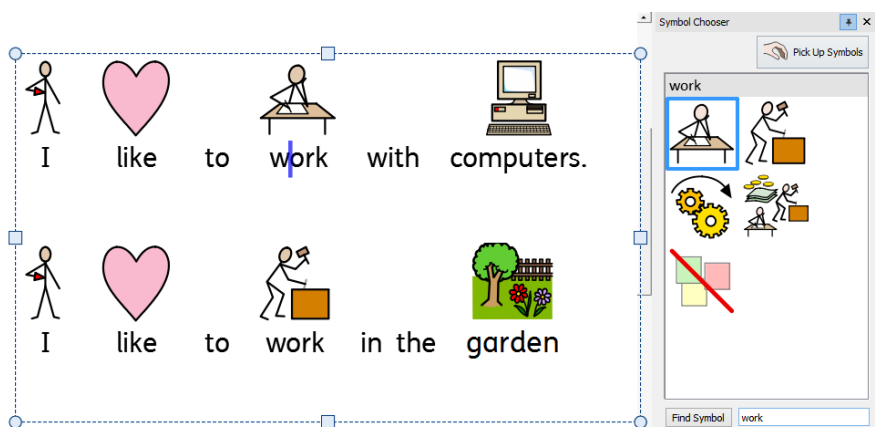 Symbol Chooser
Pick Up Symbols
work
I like to work with computers.
I like to work in the garden
Find Symbol work